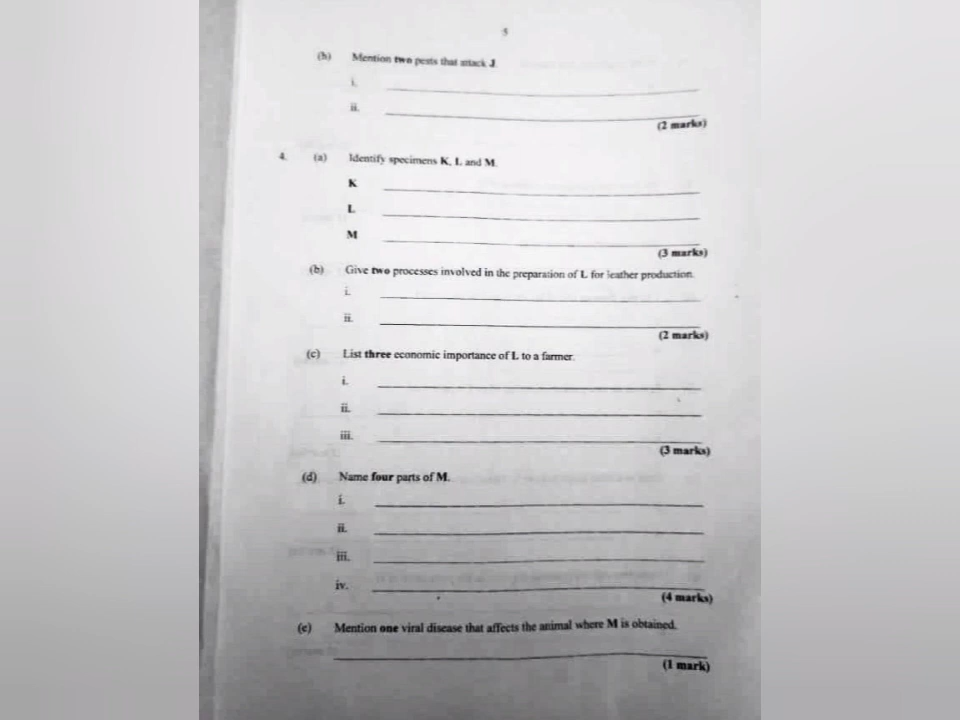 5
(h) Mention two pests that attack J.
i.
ii.
(2 marks)
4. (a) Identify specimens K, L and M.
K
L
M
(3 marks)
(b) Give two processes involved in the preparation of L for leather production.
i.
ii.
(2 marks)
(c) List three economic importance of L to a farmer.
i.
ii.
iii.
(3 marks)
(d) Name four parts of M.
i.
ii.
iii.
iv.
(4 marks)
(e) Mention one viral disease that affects the animal where M is obtained.
(1 mark)